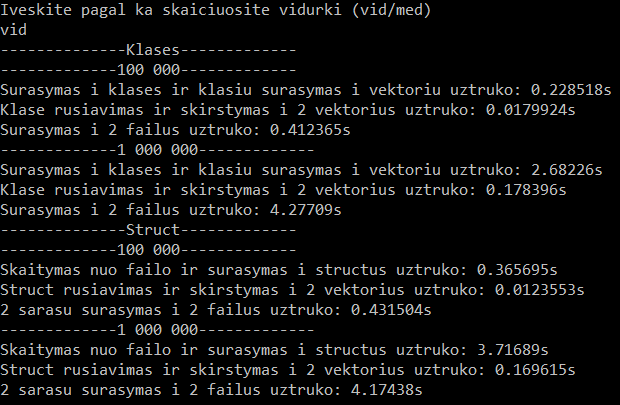 Iveskite pagal ka skaiciuosite vidurki (vid/med)
vid
--------------Klases-------------
-------------100 000-------------
Surasymas i klases ir klasiu surasymas i vektoriu uztruko: 0.228518s
Klase rusiavimas ir skirstymas i 2 vektorius uztruko: 0.0179924s
Surasymas i 2 failus uztruko: 0.412365s
-------------1 000 000-------------
Surasymas i klases ir klasiu surasymas i vektoriu uztruko: 2.68226s
Klase rusiavimas ir skirstymas i 2 vektorius uztruko: 0.178396s
Surasymas i 2 failus uztruko: 4.27709s
--------------Struct-------------
-------------100 000-------------
Skaitymas nuo failo ir surasymas i structus uztruko: 0.365695s
Struct rusiavimas ir skirstymas i 2 vektorius uztruko: 0.0123553s
2 sarasu surasymas i 2 failus uztruko: 0.431504s
-------------1 000 000-------------
Skaitymas nuo failo ir surasymas i structus uztruko: 3.71689s
Struct rusiavimas ir skirstymas i 2 vektorius uztruko: 0.169615s
2 sarasu surasymas i 2 failus uztruko: 4.17438s